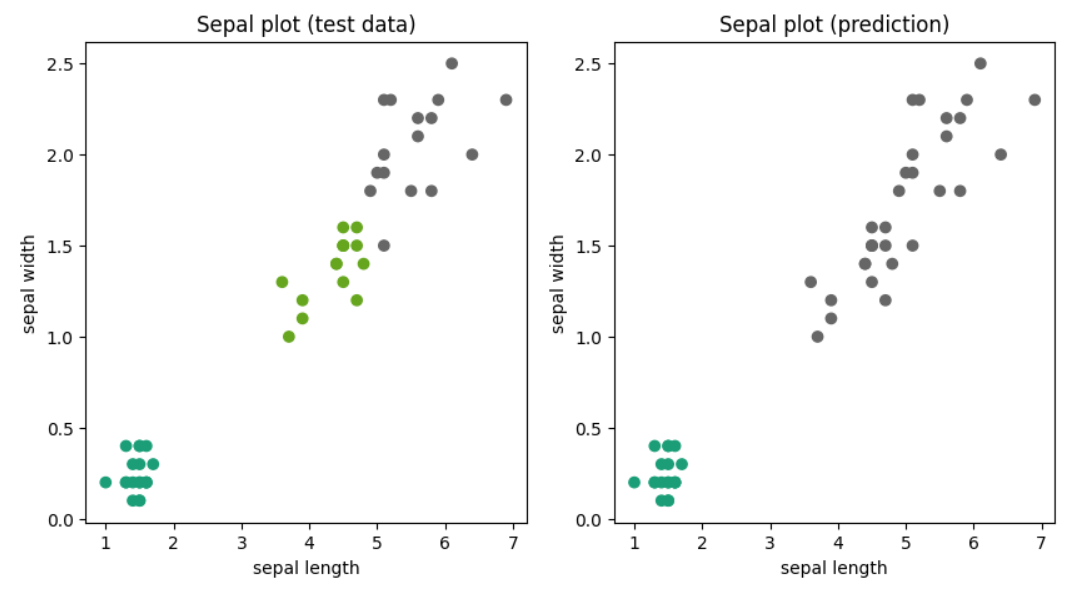 Sepal plot (test data)
sepal width
2.5
2.0
1.5
1.0
0.5
0.0
1 2 3 4 5 6 7
sepal length
Sepal plot (prediction)
sepal width
2.5
2.0
1.5
1.0
0.5
0.0
1 2 3 4 5 6 7
sepal length